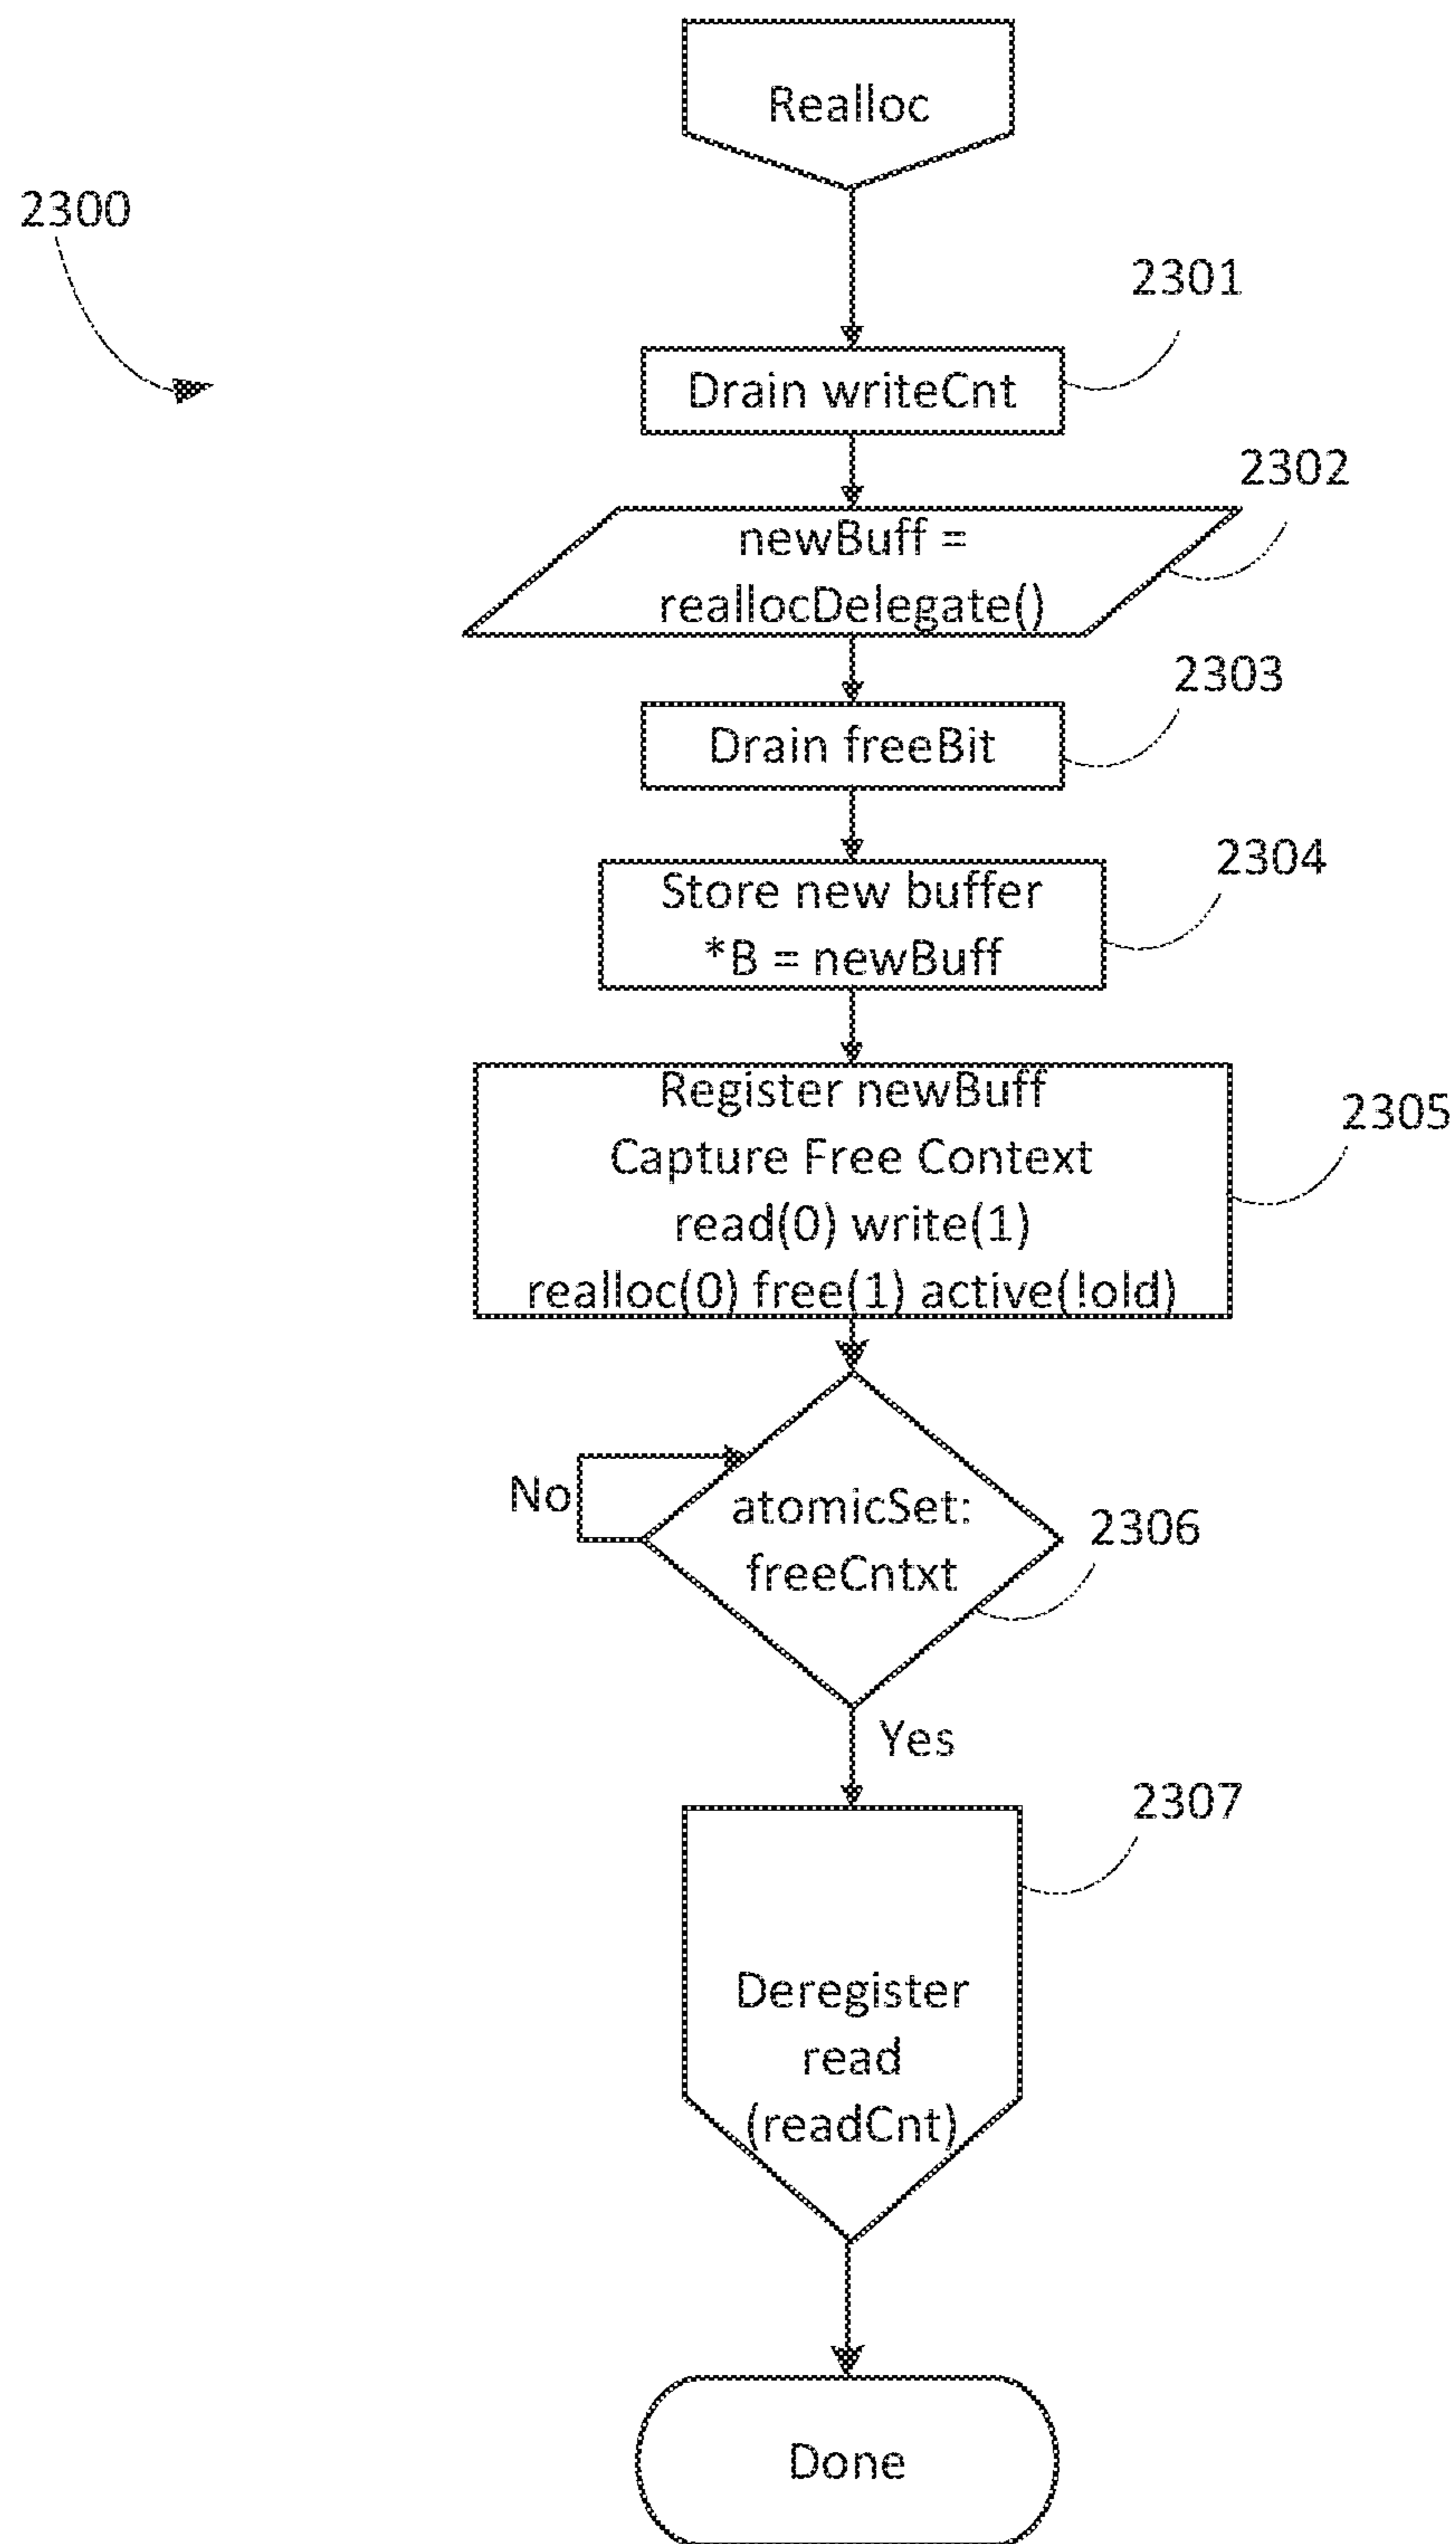 Realloc
2300
2301
Drain writeCnt
2302
newBuff =
reallocDelegate()
2303
Drain freeBit
2304
Store new buffer
*B = newBuff
2305
Register newBuff
Capture Free Context
read(0) write(1)
realloc(0) free(1) active(!old)
No
atomicSet:
freeCntxt
2306
Yes
2307
Deregister
read
(readCnt)
Done